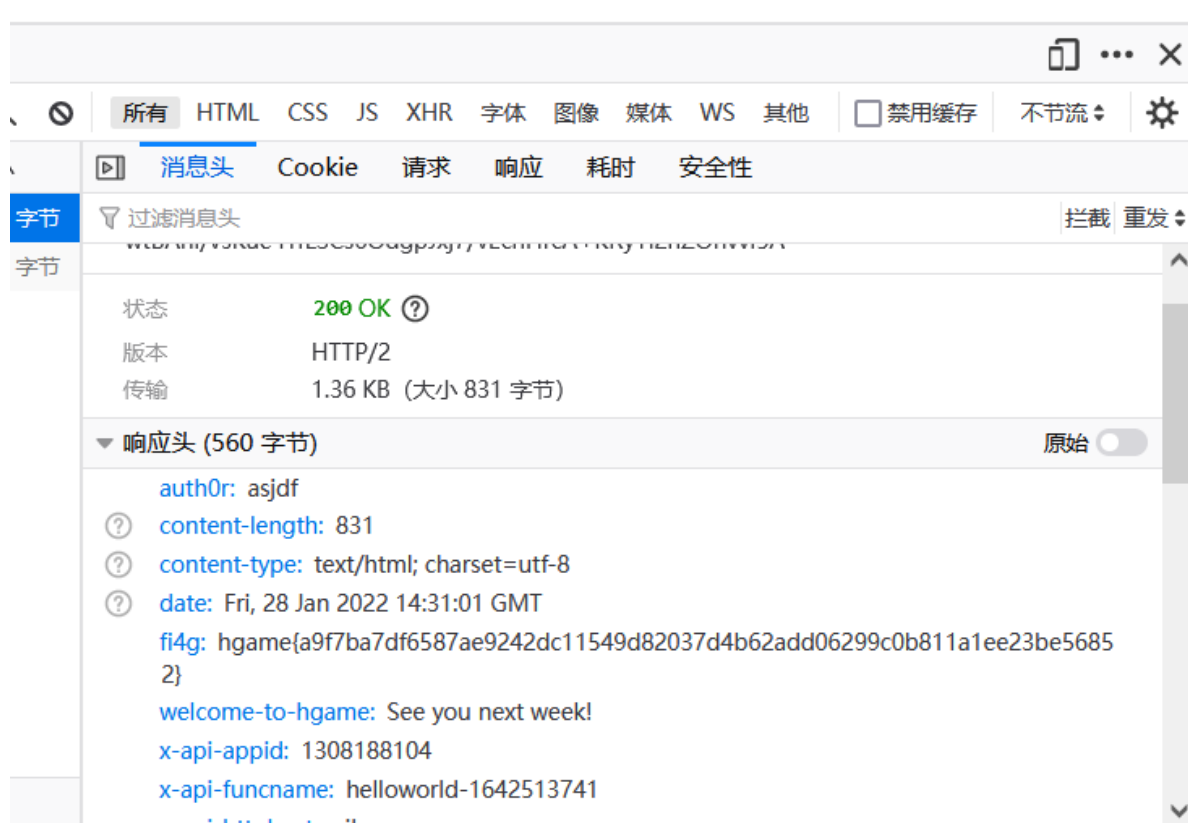 所有 HTML CSS JS XHR 字体 图像 媒体 WS 其他 禁用缓存 不节流
消息头 Cookie 请求 响应 耗时 安全性
字节 过滤消息头 拦截 重发
字节
状态 200 OK
版本 HTTP/2
传输 1.36 KB (大小 831 字节)
响应头 (560 字节) 原始
auth0r: asjdf
content-length: 831
content-type: text/html; charset=utf-8
date: Fri, 28 Jan 2022 14:31:01 GMT
fi4g: hgame{a9f7ba7df6587ae9242dc11549d82037d4b62add06299c0b811a1ee23be5685
2}
welcome-to-hgame: See you next week!
x-api-appid: 1308188104
x-api-funcname: helloworld-1642513741